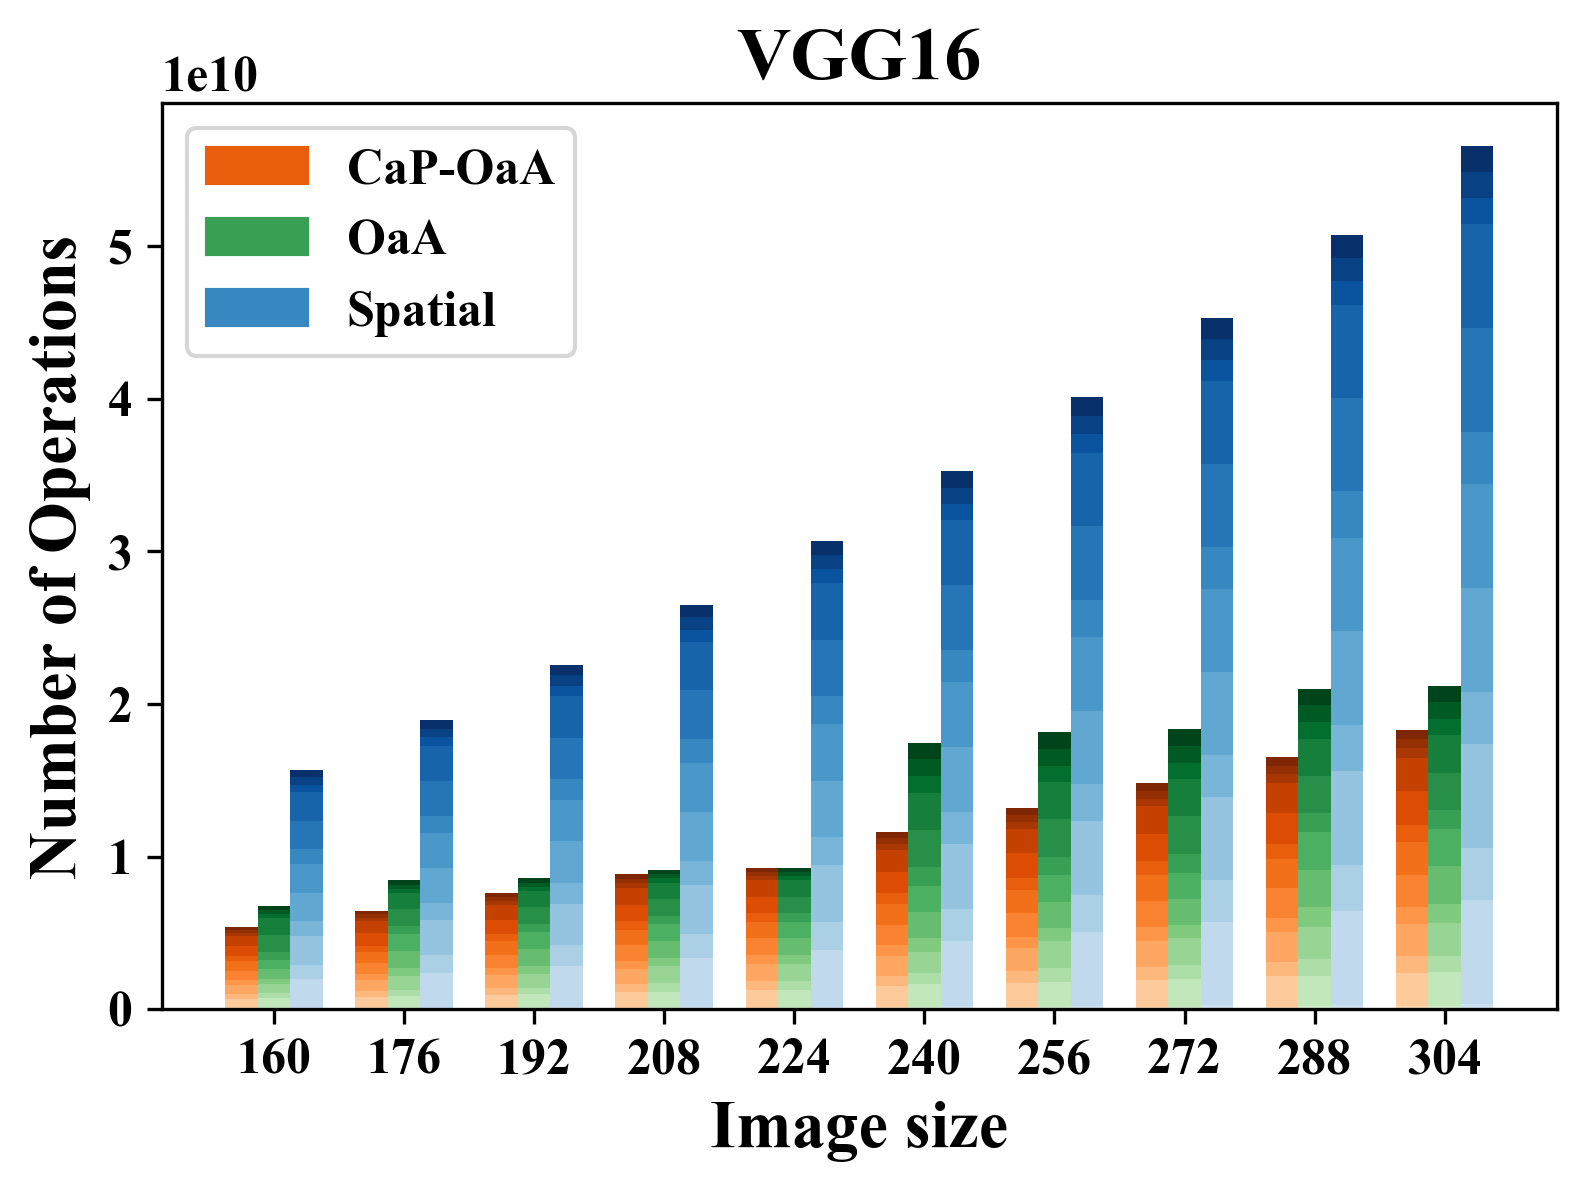 VGG16
1e10
CaP-OaA
OaA
Spatial
Number of Operations
5
4
3
2
1
0
160 176 192 208 224 240 256 272 288 304
Image size